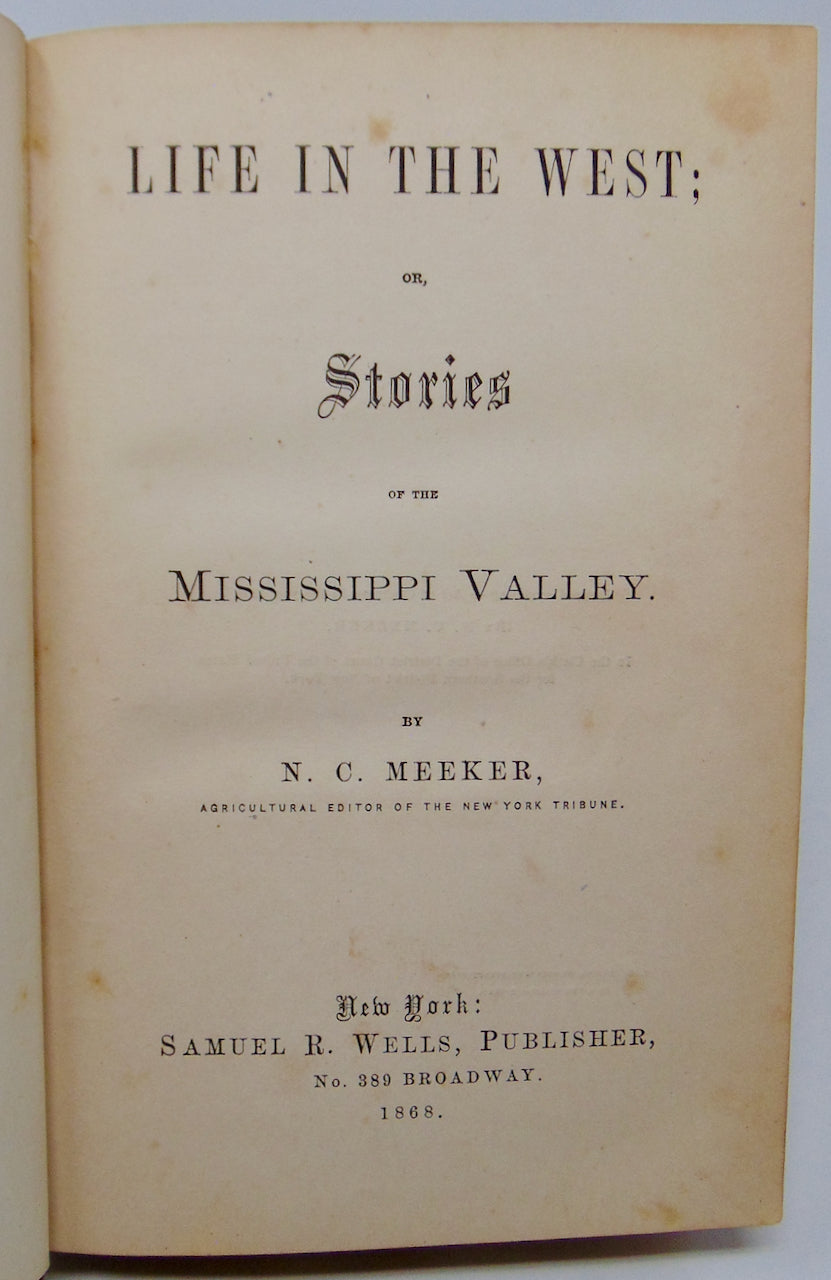 LIFE IN THE WEST;
OR,
Stories
OF THE
MISSISSIPPI VALLEY.
BY
N. C. MEEKER,
AGRICULTURAL EDITOR OF THE NEW YORK TRIBUNE.
New York:
SAMUEL R. WELLS, PUBLISHER,
No. 389 BROADWAY.
1868.